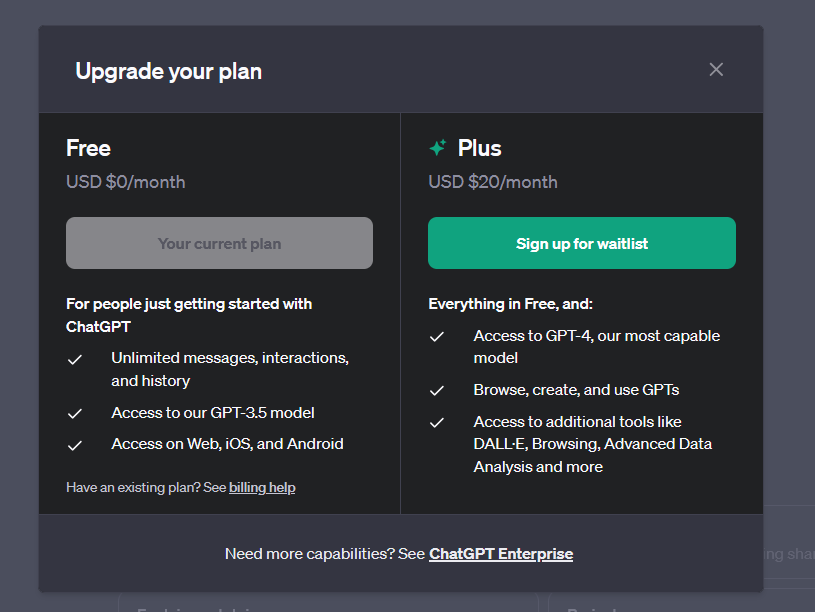 Upgrade your plan
Free
USD $0/month
Your current plan
For people just getting started with
ChatGPT
Unlimited messages, interactions,
and history
Access to our GPT-3.5 model
Access on Web, iOS, and Android
Have an existing plan? See billing help
Plus
USD $20/month
Sign up for waitlist
Everything in Free, and:
Access to GPT-4, our most capable
model
Browse, create, and use GPTs
Access to additional tools like
DALL·E, Browsing, Advanced Data
Analysis and more
Need more capabilities? See ChatGPT Enterprise